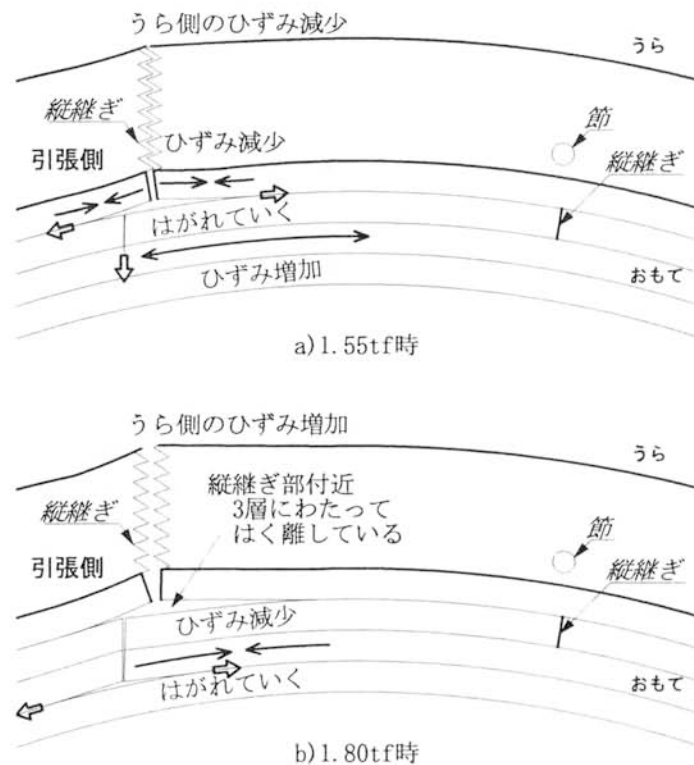 うら側のひずみ減少
うら
縦継ぎ
ひずみ減少
節
引張側
縦継ぎ
はがれていく
おもて
ひずみ増加
a)1.55tf時
うら側のひずみ増加
うら
縦継ぎ部付近
3層にわたって
はく離している
縦継ぎ
節
引張側
縦継ぎ
ひずみ減少
はがれていく
おもて
b)1.80tf時